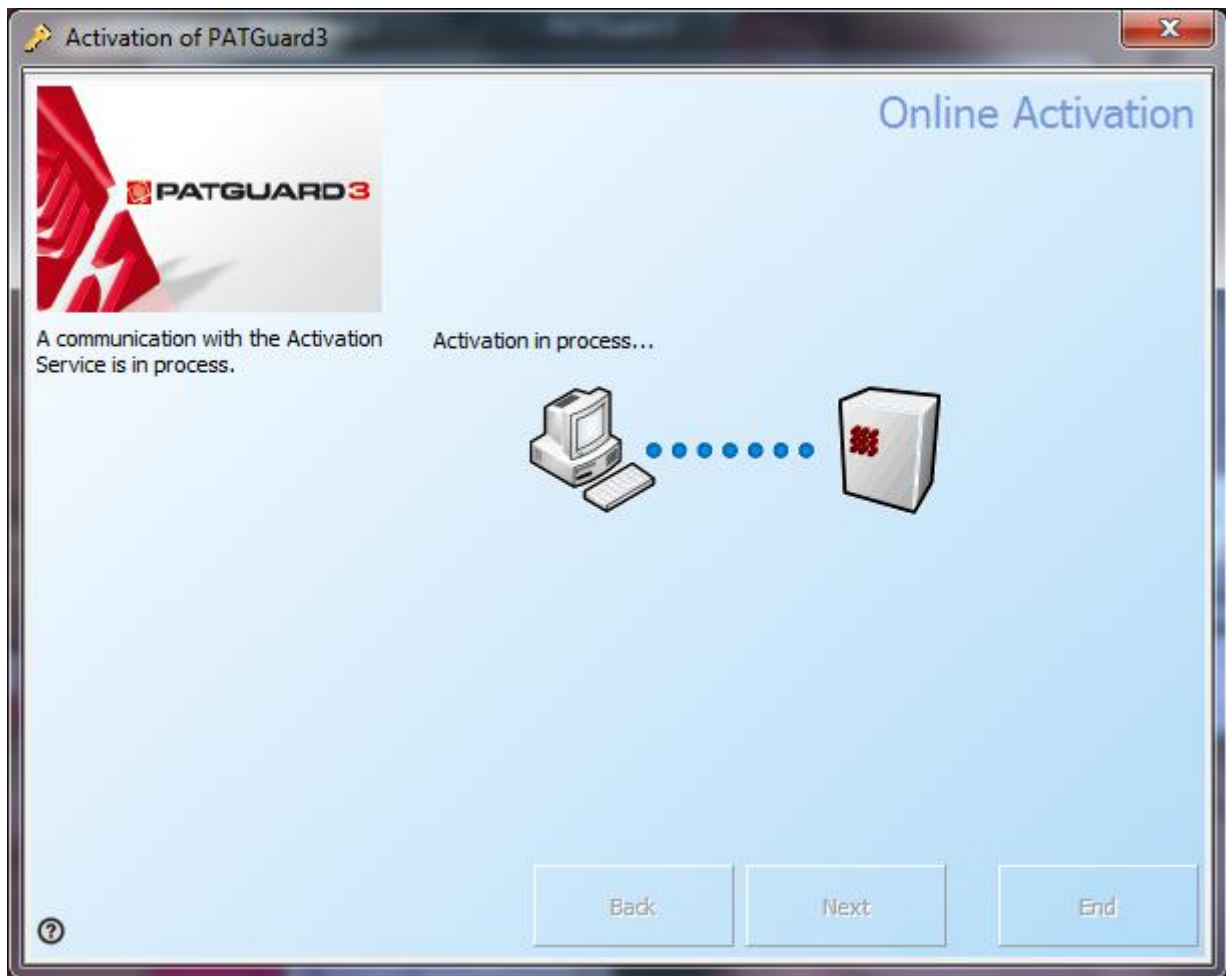 Activation of PATGuard3
Online Activation
PATGUARD3
A communication with the Activation
Service is in process.
Activation in process...
Back
Next
End
?